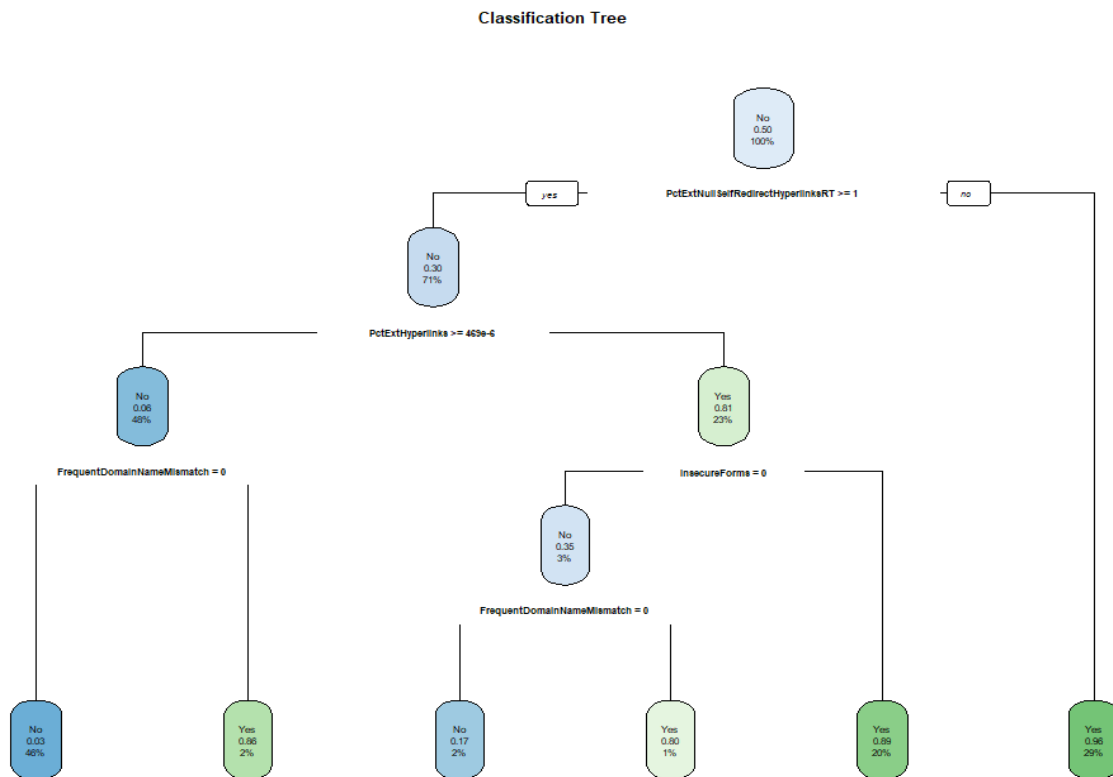 Classification Tree
No
0.50
100%
yes
PctExtNullSelfRedirectHyperlinksRT >= 1
no
No
0.30
71%
PctExtHyperlinks >= 469e-6
No
0.06
48%
Yes
0.81
23%
FrequentDomainNameMismatch = 0
InsecureForms = 0
No
0.35
3%
FrequentDomainNameMismatch = 0
No
0.03
46%
Yes
0.86
2%
No
0.17
2%
Yes
0.80
1%
Yes
0.89
20%
Yes
0.96
29%